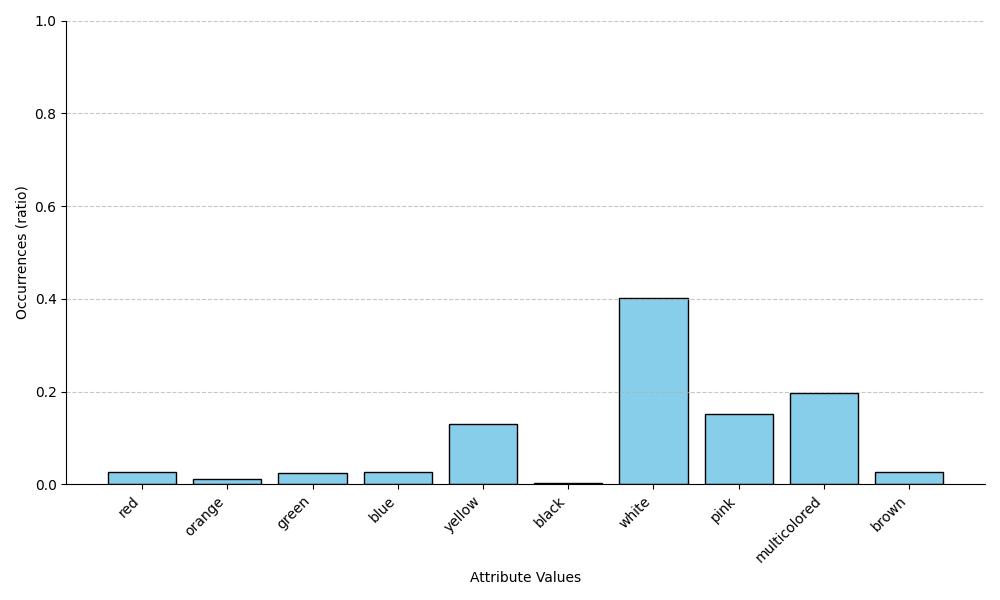 1.0
0.8
0.6
0.4
0.2
0.0
Occurrences (ratio)
red
orange
green
blue
yellow
black
white
pink
multicolored
brown
Attribute Values